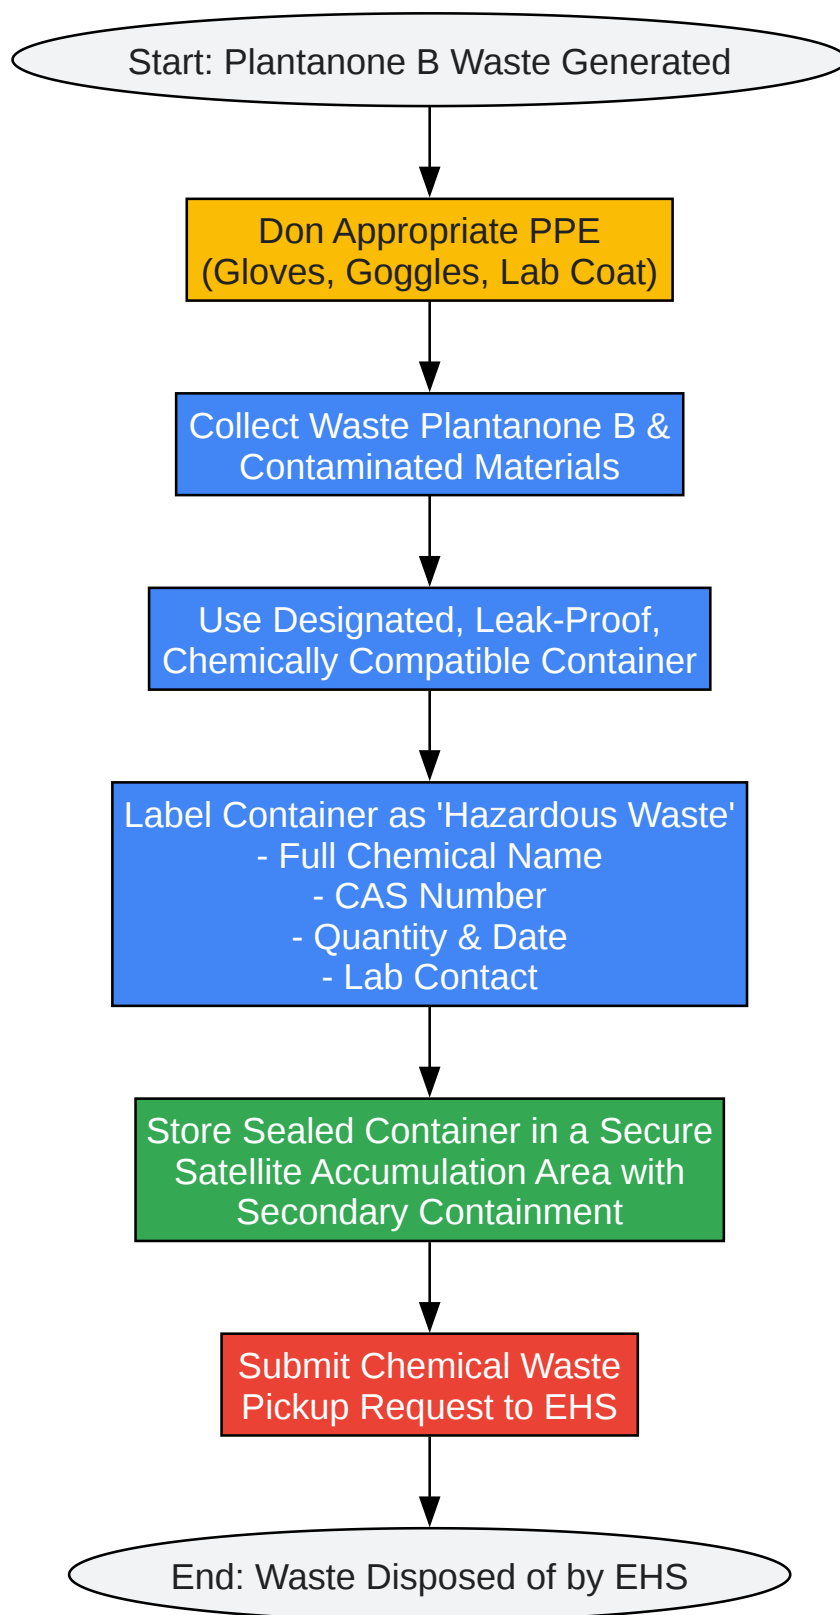 Start: Plantanone B Waste Generated
Don Appropriate PPE
(Gloves, Goggles, Lab Coat)
Collect Waste Plantanone B &
Contaminated Materials
Use Designated, Leak-Proof,
Chemically Compatible Container
Label Container as 'Hazardous Waste'
- Full Chemical Name
- CAS Number
- Quantity & Date
- Lab Contact
Store Sealed Container in a Secure
Satellite Accumulation Area with
Secondary Containment
Submit Chemical Waste
Pickup Request to EHS
End: Waste Disposed of by EHS